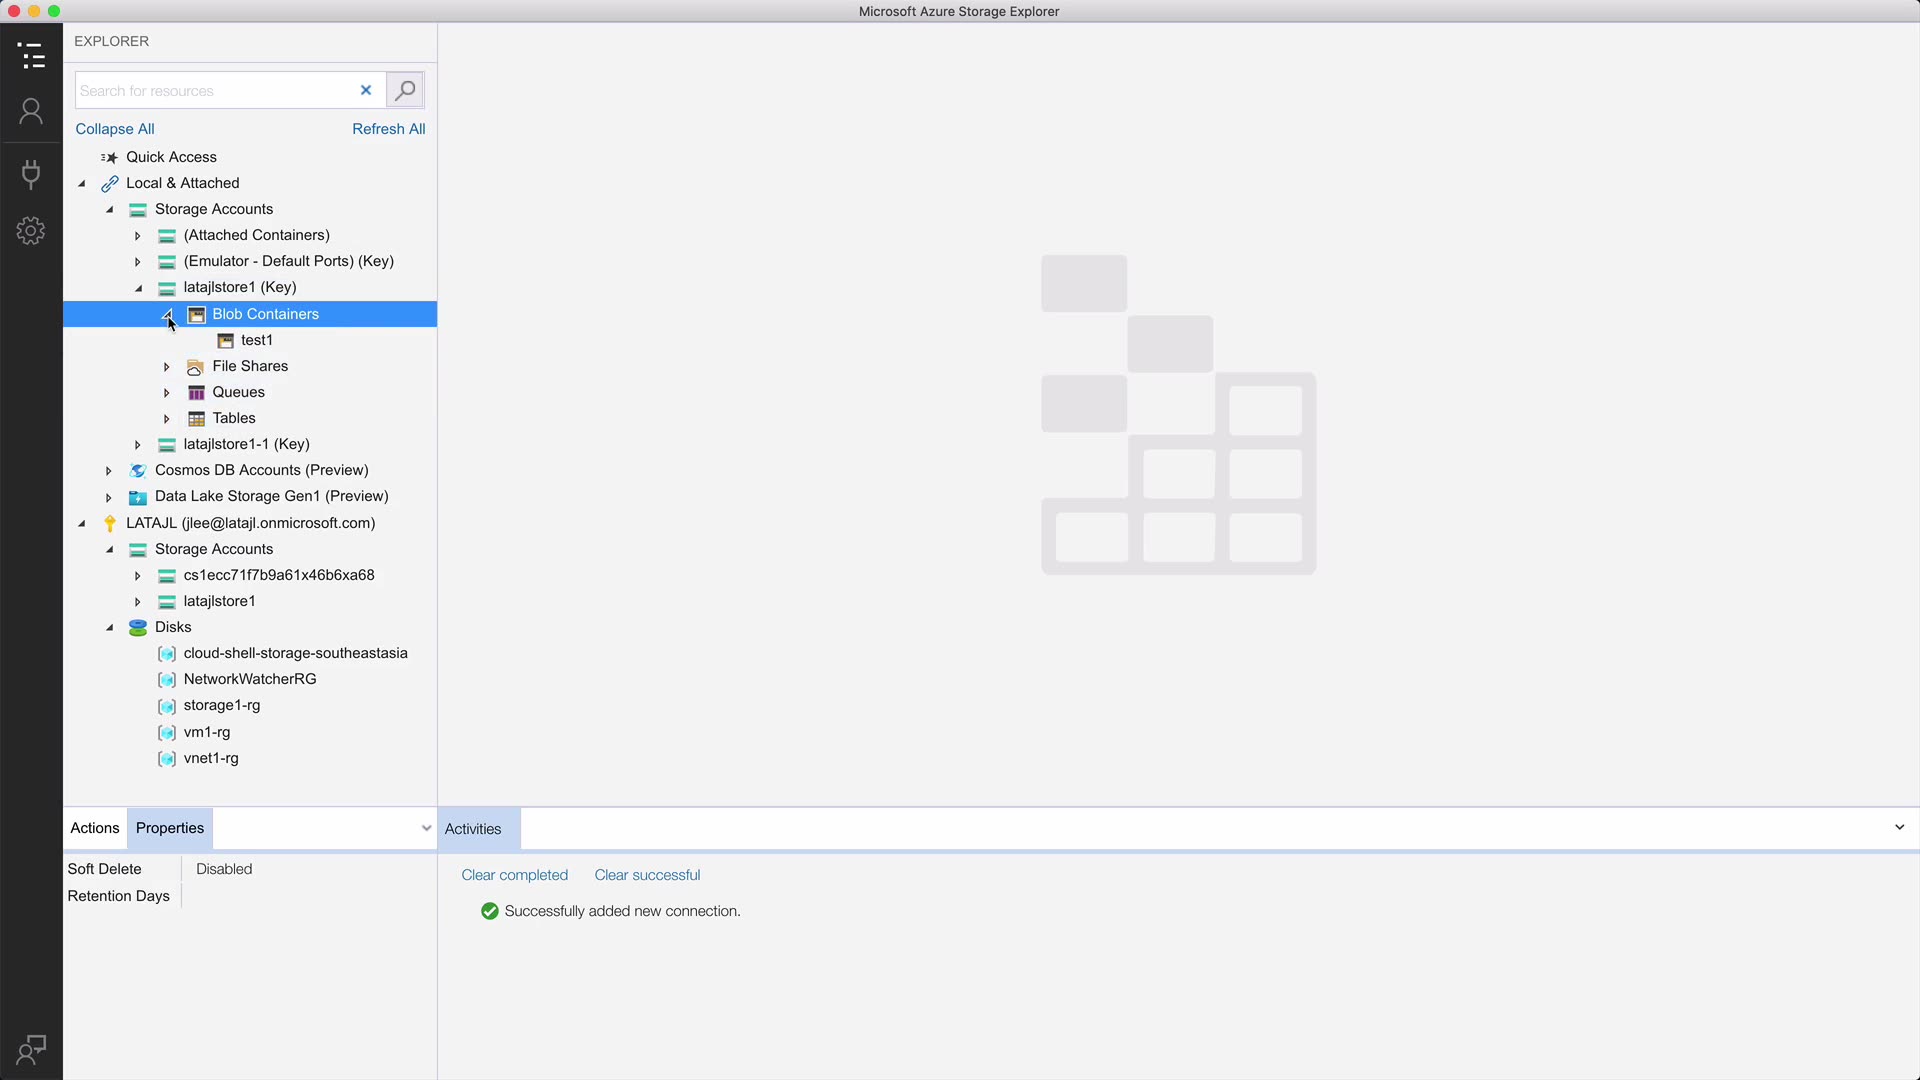 Microsoft Azure Storage Explorer
EXPLORER
Search for resources
Collapse All
Refresh All
Quick Access
Local & Attached
Storage Accounts
(Attached Containers)
(Emulator - Default Ports) (Key)
latajlstore1 (Key)
Blob Containers
test1
File Shares
Queues
Tables
latajlstore1-1 (Key)
Cosmos DB Accounts (Preview)
Data Lake Storage Gen1 (Preview)
LATAJL (jlee@latajl.onmicrosoft.com)
Storage Accounts
cs1ecc71f7b9a61x46b6xa68
latajlstore1
Disks
cloud-shell-storage-southeastasia
NetworkWatcherRG
storage1-rg
vm1-rg
vnet1-rg
Actions
Properties
Soft Delete Disabled
Retention Days
Activities
Clear completed Clear successful
Successfully added new connection.